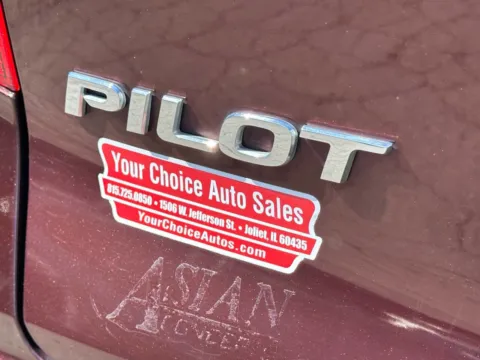 PILOT
Your Choice Auto Sales
815.725.0850 • 1506 W. Jefferson St. • Joliet, IL 60435
YourChoiceAutos.com
ASIAN